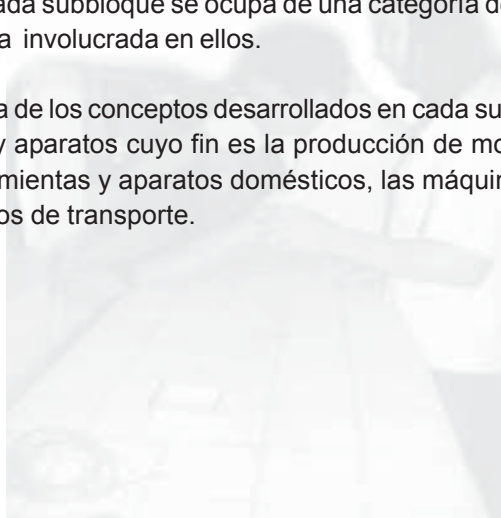 ada subbloque se ocupa de una categoría d
a involucrada en ellos.
a de los conceptos desarrollados en cada su
y aparatos cuyo fin es la producción de mo
mientas y aparatos domésticos, las máquin
os de transporte.